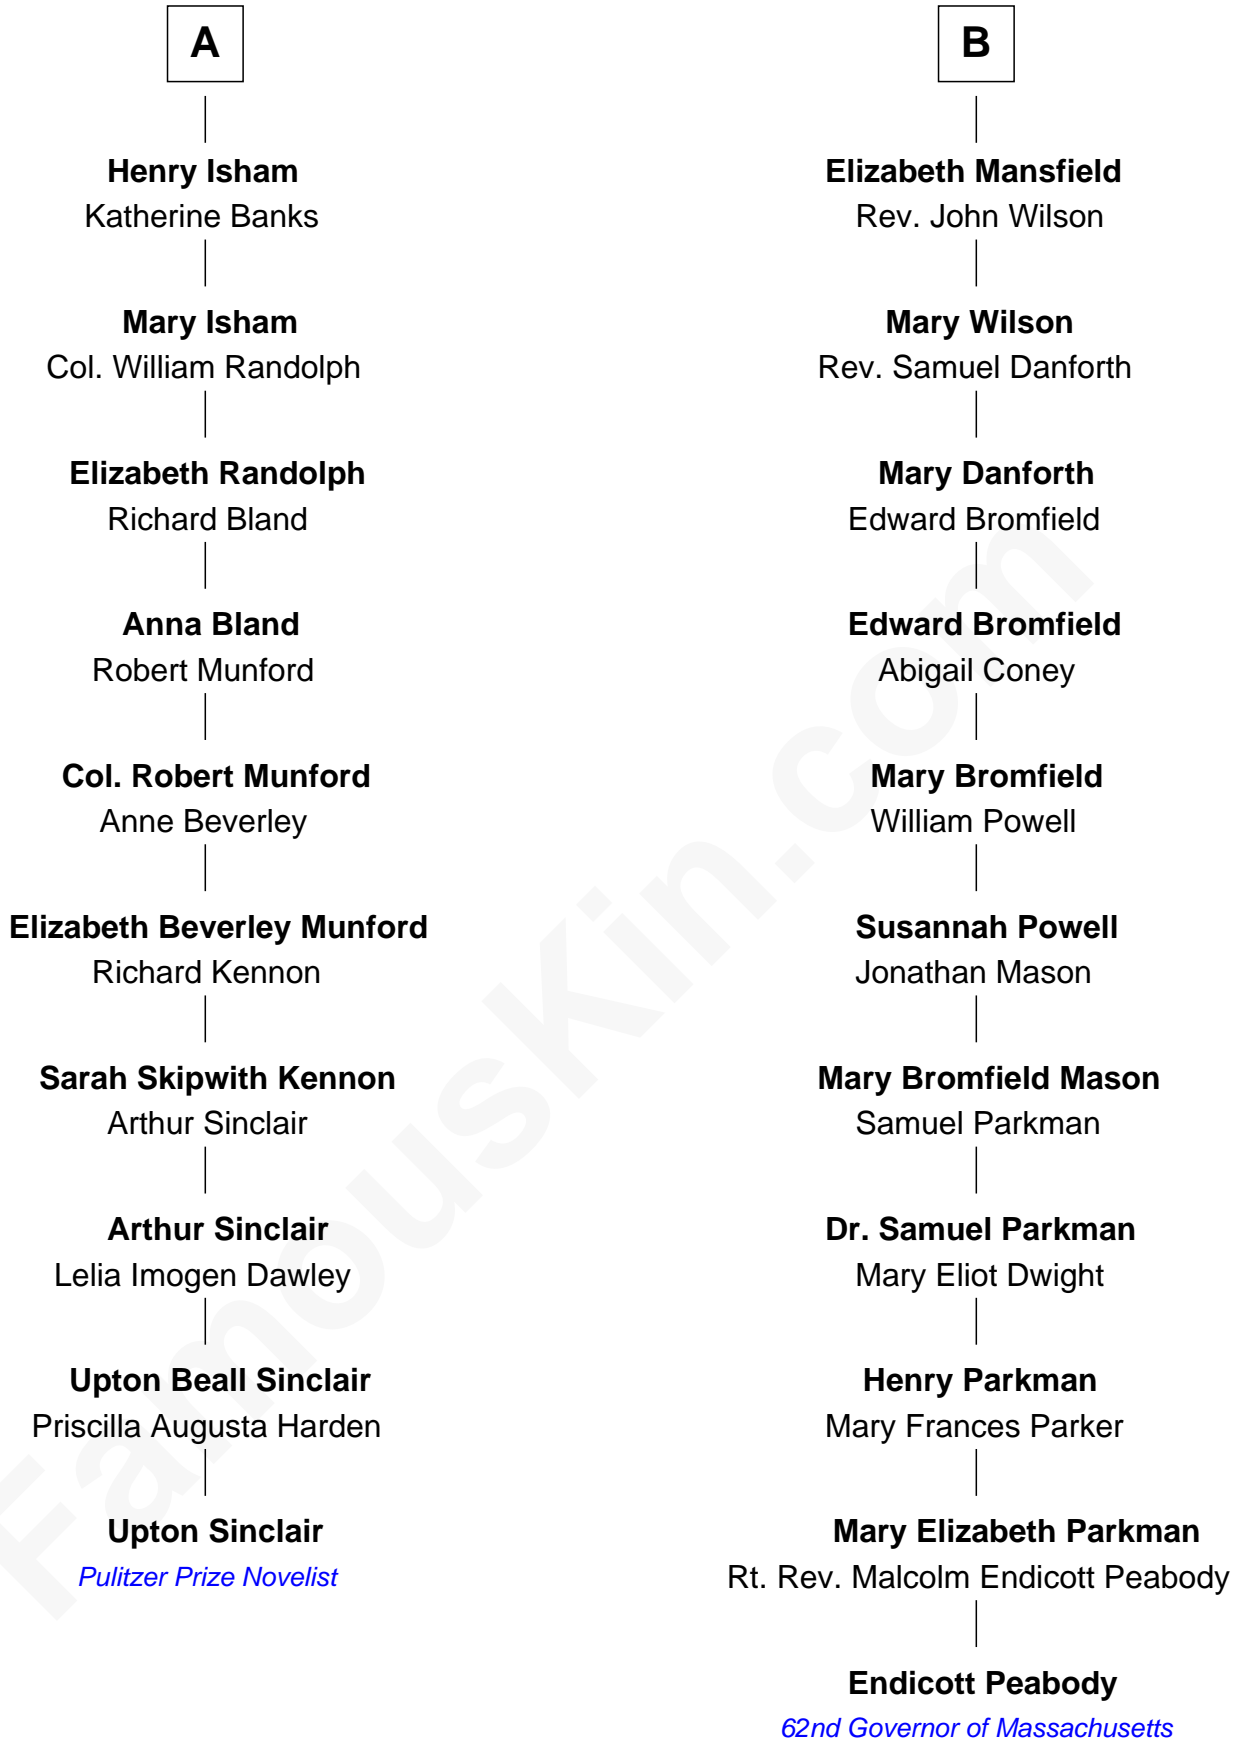 A
Henry Isham
Katherine Banks
Mary Isham
Col. William Randolph
Elizabeth Randolph
Richard Bland
Anna Bland
Robert Munford
Col. Robert Munford
Anne Beverley
Elizabeth Beverley Munford
Richard Kennon
Sarah Skipwith Kennon
Arthur Sinclair
Arthur Sinclair
Lelia Imogen Dawley
Upton Beall Sinclair
Priscilla Augusta Harden
Upton Sinclair
Pulitzer Prize Novelist
B
Elizabeth Mansfield
Rev. John Wilson
Mary Wilson
Rev. Samuel Danforth
Mary Danforth
Edward Bromfield
Edward Bromfield
Abigail Coney
Mary Bromfield
William Powell
Susannah Powell
Jonathan Mason
Mary Bromfield Mason
Samuel Parkman
Dr. Samuel Parkman
Mary Eliot Dwight
Henry Parkman
Mary Frances Parker
Mary Elizabeth Parkman
Rt. Rev. Malcolm Endicott Peabody
Endicott Peabody
62nd Governor of Massachusetts
FamousKin.com